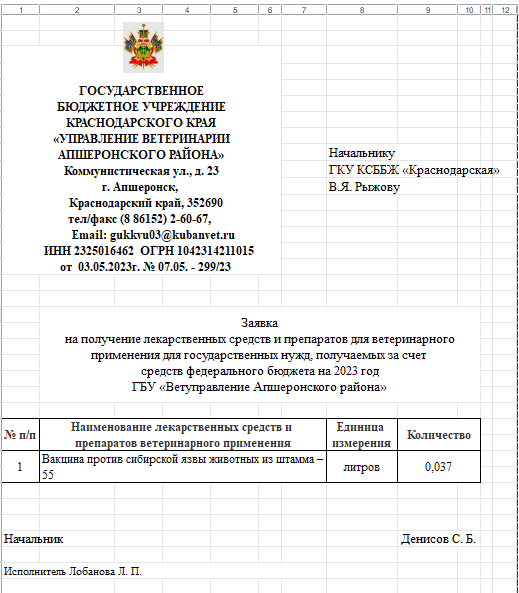 1 2 3 4 5 6 7 8 9 10 11 12
ГОСУДАРСТВЕННОЕ
БЮДЖЕТНОЕ УЧРЕЖДЕНИЕ
КРАСНОДАРСКОГО КРАЯ
«УПРАВЛЕНИЕ ВЕТЕРИНАРИИ
АПШЕРОНСКОГО РАЙОНА»
Коммунистическая ул., д. 23
г. Апшеронск,
Краснодарский край, 352690
тел/факс (8 86152) 2-60-67,
Email: gukkvu03@kubanvet.ru
ИНН 2325016462 ОГРН 1042314211015
от 03.05.2023г. № 07.05. - 299/23
Начальнику
ГКУ КСББЖ «Краснодарская»
В.Я. Рыжову
Заявка
на получение лекарственных средств и препаратов для ветеринарного
применения для государственных нужд, получаемых за счет
средств федерального бюджета на 2023 год
ГБУ «Ветуправление Апшеронского района»
№ п/п Наименование лекарственных средств и препаратов ветеринарного применения Единица измерения Количество
1 Вакцина против сибирской язвы животных из штамма – 55 литров 0,037
Начальник Денисов С. Б.
Исполнитель Лобанова Л. П.